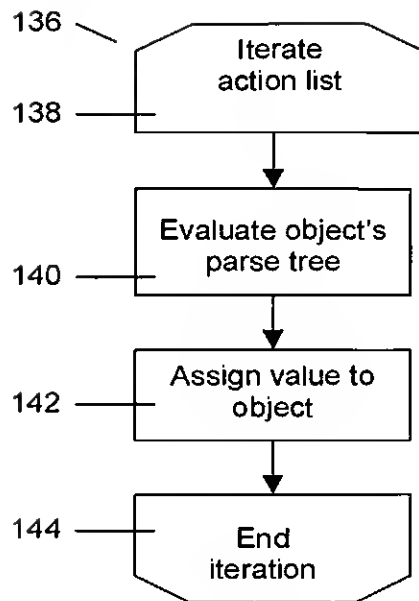 136
Iterate
action list
138
Evaluate object's
parse tree
140
Assign value to
object
142
144
End
iteration